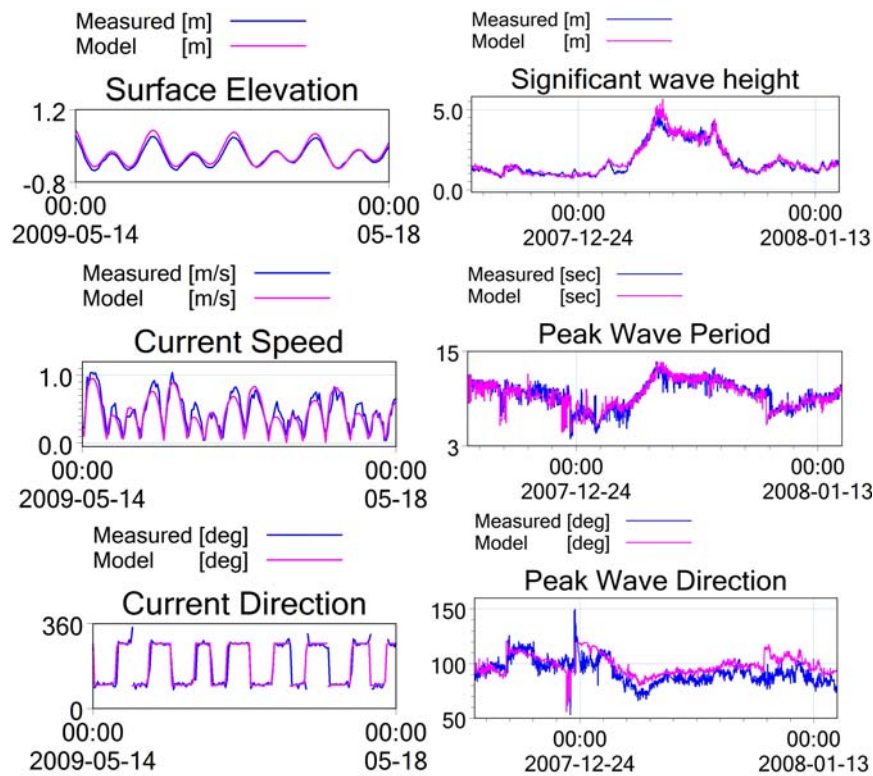 Measured [m]
Model [m]
Surface Elevation
1.2
-0.8
00:00 00:00
2009-05-14 05-18
Measured [m]
Model [m]
Significant wave height
5.0
0.0
00:00 00:00
2007-12-24 2008-01-13
Measured [m/s]
Model [m/s]
Current Speed
1.0
0.0
00:00 00:00
2009-05-14 05-18
Measured [sec]
Model [sec]
Peak Wave Period
15
3
00:00 00:00
2007-12-24 2008-01-13
Measured [deg]
Model [deg]
Current Direction
360
0
00:00 00:00
2009-05-14 05-18
Measured [deg]
Model [deg]
Peak Wave Direction
150
100
50
00:00 00:00
2007-12-24 2008-01-13